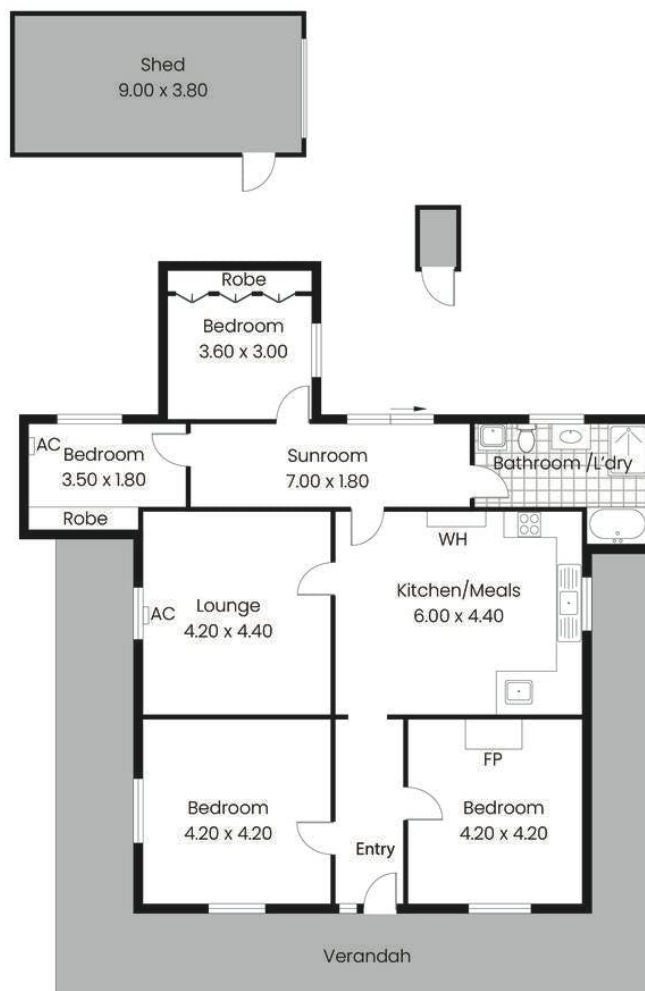 Shed
9.00 x 3.80
Robe
Bedroom
3.60 x 3.00
AC
Bedroom
3.50 x 1.80
Robe
Sunroom
7.00 x 1.80
Bathroom /L'dry
WH
Kitchen/Meals
6.00 x 4.40
Lounge
4.20 x 4.40
AC
FP
Bedroom
4.20 x 4.20
Bedroom
4.20 x 4.20
Entry
Verandah